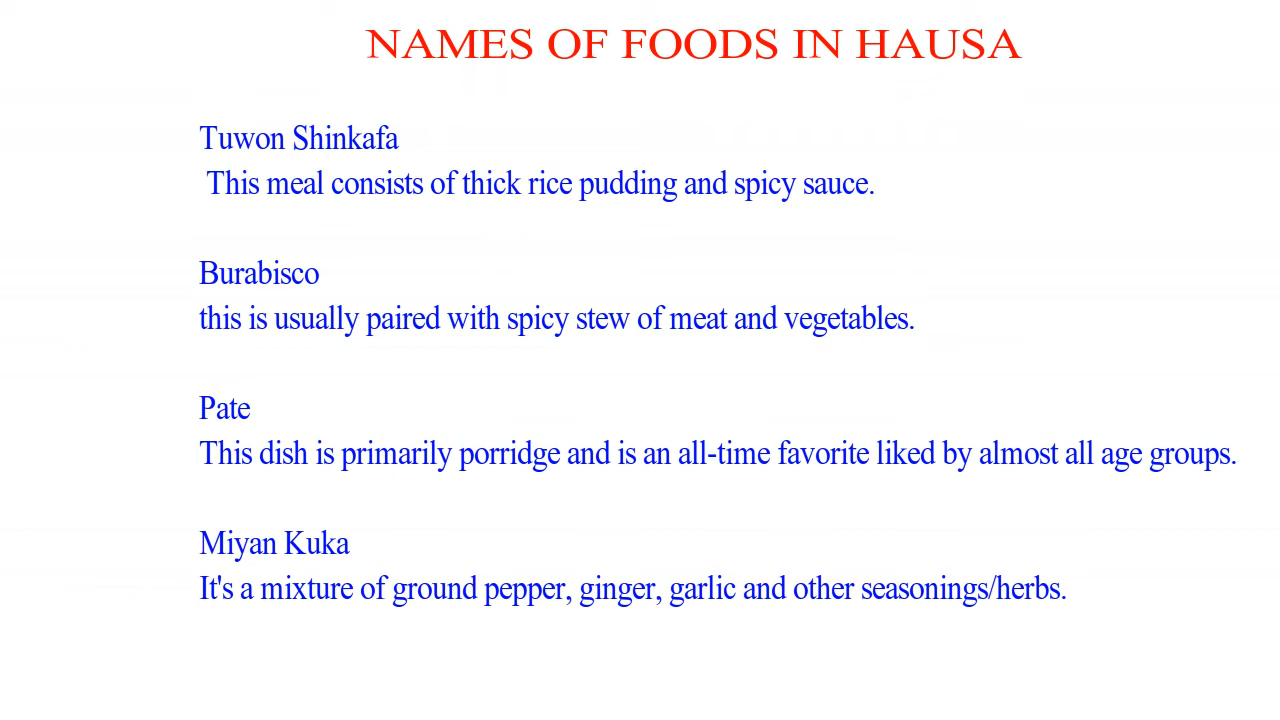 NAMES OF FOODS IN HAUSA
Tuwon Shinkafa
This meal consists of thick rice pudding and spicy sauce.
Burabisco
this is usually paired with spicy stew of meat and vegetables.
Pate
This dish is primarily porridge and is an all-time favorite liked by almost all age groups.
Miyan Kuka
It's a mixture of ground pepper, ginger, garlic and other seasonings/herbs.